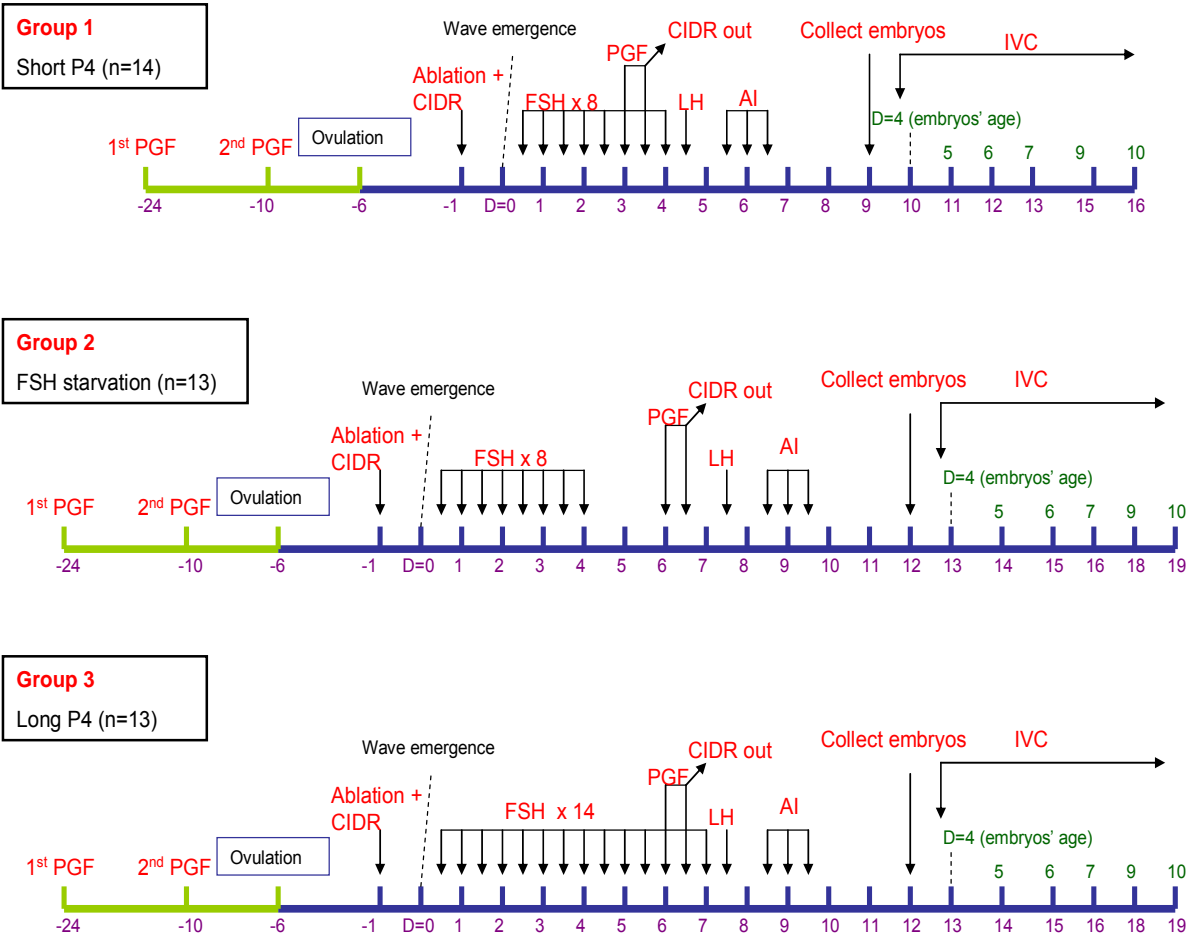 Group 1
Short P4 (n=14)
Wave emergence
CIDR out
Collect embryos
IVC
PGF
Ablation +
CIDR
FSH x 8
LH
AI
D=4 (embryos' age)
1st PGF
2nd PGF
Ovulation
5 6 7 9 10
-24 -10 -6 -1 D=0 1 2 3 4 5 6 7 8 9 10 11 12 13 15 16
Group 2
FSH starvation (n=13)
Wave emergence
CIDR out
Collect embryos
IVC
PGF
Ablation +
CIDR
FSH x 8
LH
AI
D=4 (embryos' age)
1st PGF
2nd PGF
Ovulation
5 6 7 9 10
-24 -10 -6 -1 D=0 1 2 3 4 5 6 7 8 9 10 11 12 13 14 15 16 18 19
Group 3
Long P4 (n=13)
Wave emergence
CIDR out
Collect embryos
IVC
PGF
Ablation +
CIDR
FSH x 14
LH
AI
D=4 (embryos' age)
1st PGF
2nd PGF
Ovulation
5 6 7 9 10
-24 -10 -6 -1 D=0 1 2 3 4 5 6 7 8 9 10 11 12 13 14 15 16 18 19